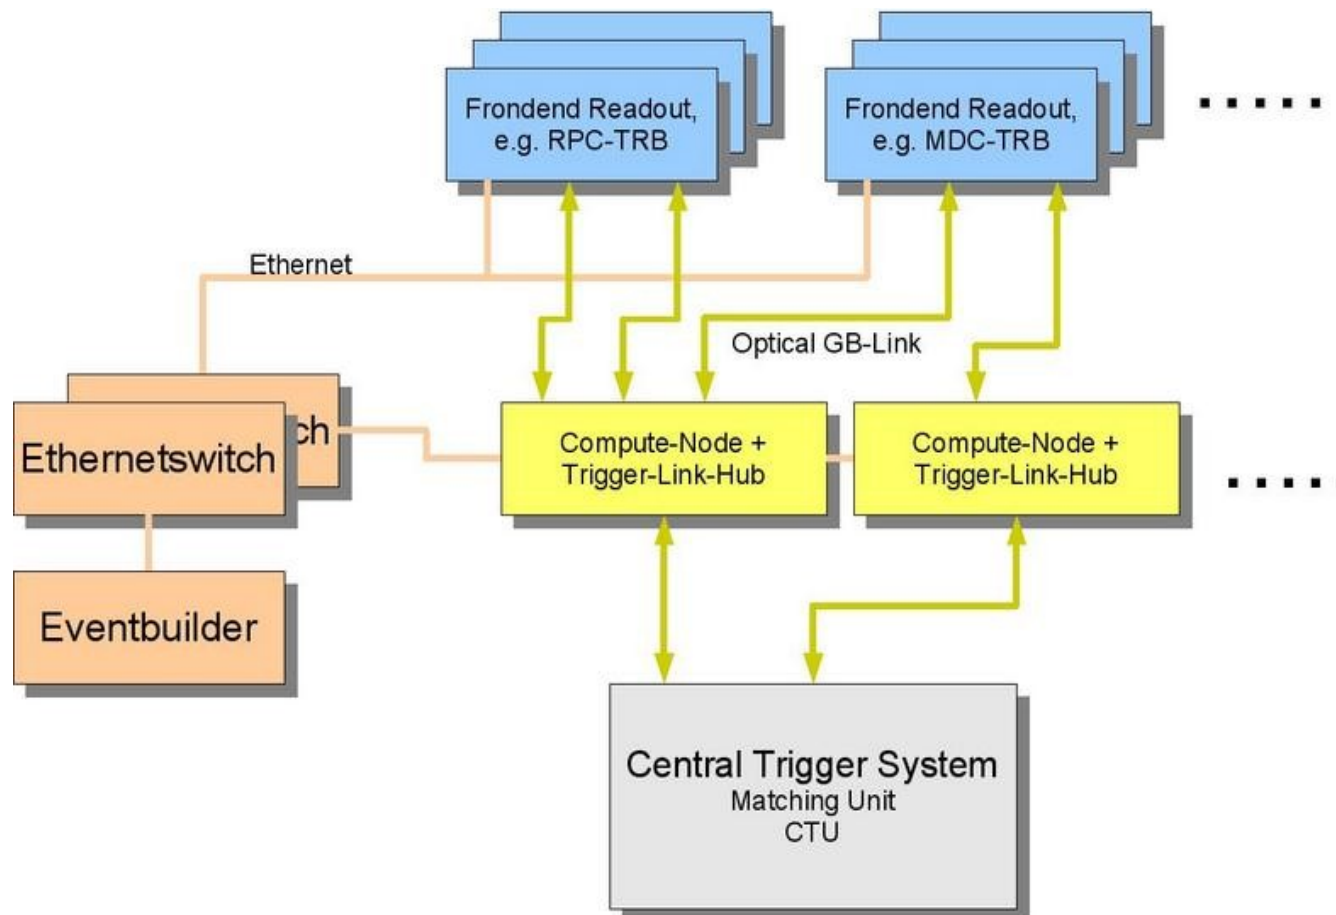 Frondend Readout,
e.g. RPC-TRB
Frondend Readout,
e.g. MDC-TRB
Ethernet
Optical GB-Link
ch
Ethernetswitch
Compute-Node +
Trigger-Link-Hub
Compute-Node +
Trigger-Link-Hub
Eventbuilder
Central Trigger System
Matching Unit
CTU